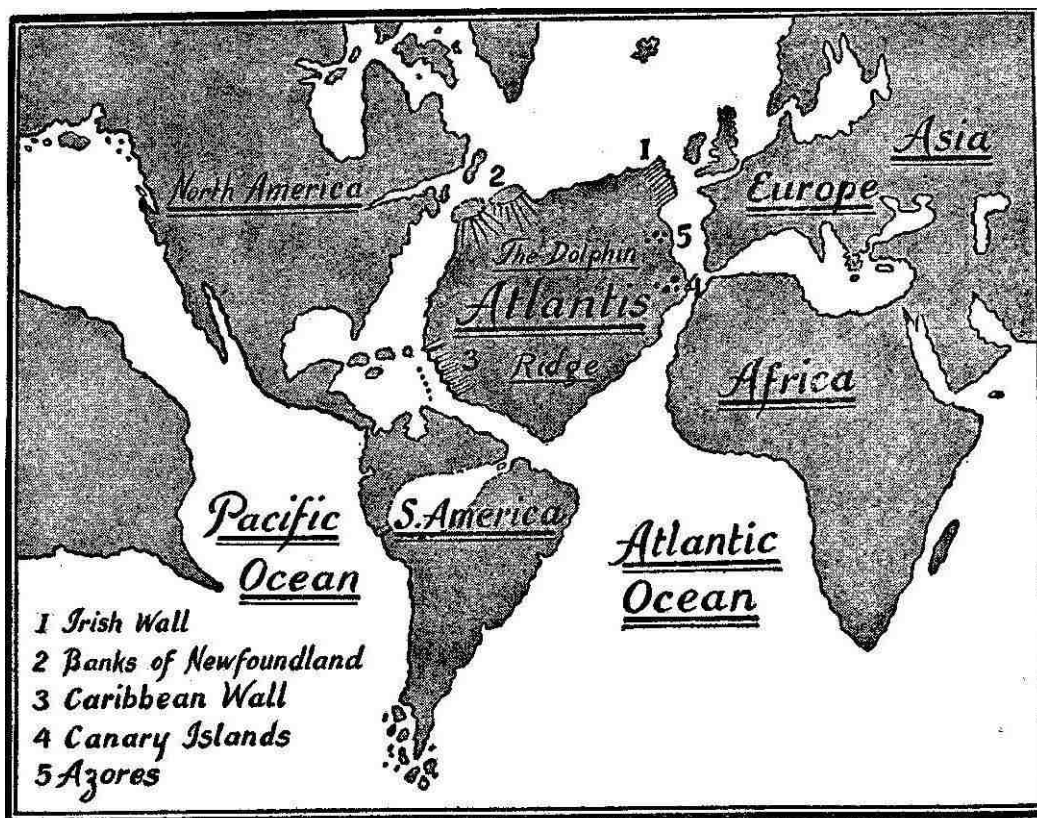 Asia
Europe
North America
1
2
The Dolphin
5
4
Atlantis
3
Ridge
Africa
Pacific
Ocean
S. America
Atlantic
Ocean
1 Irish Wall
2 Banks of Newfoundland
3 Caribbean Wall
4 Canary Islands
5 Azores